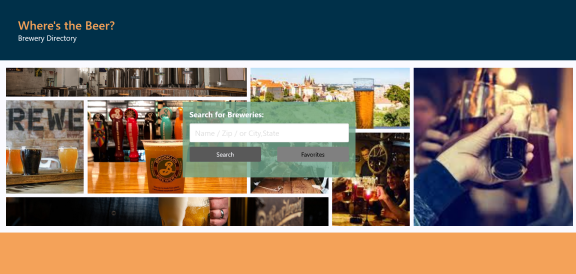 Where's the Beer?
Brewery Directory
REWE
Search for Breweries:
Name / Zip / or City,State
Search
Favorites